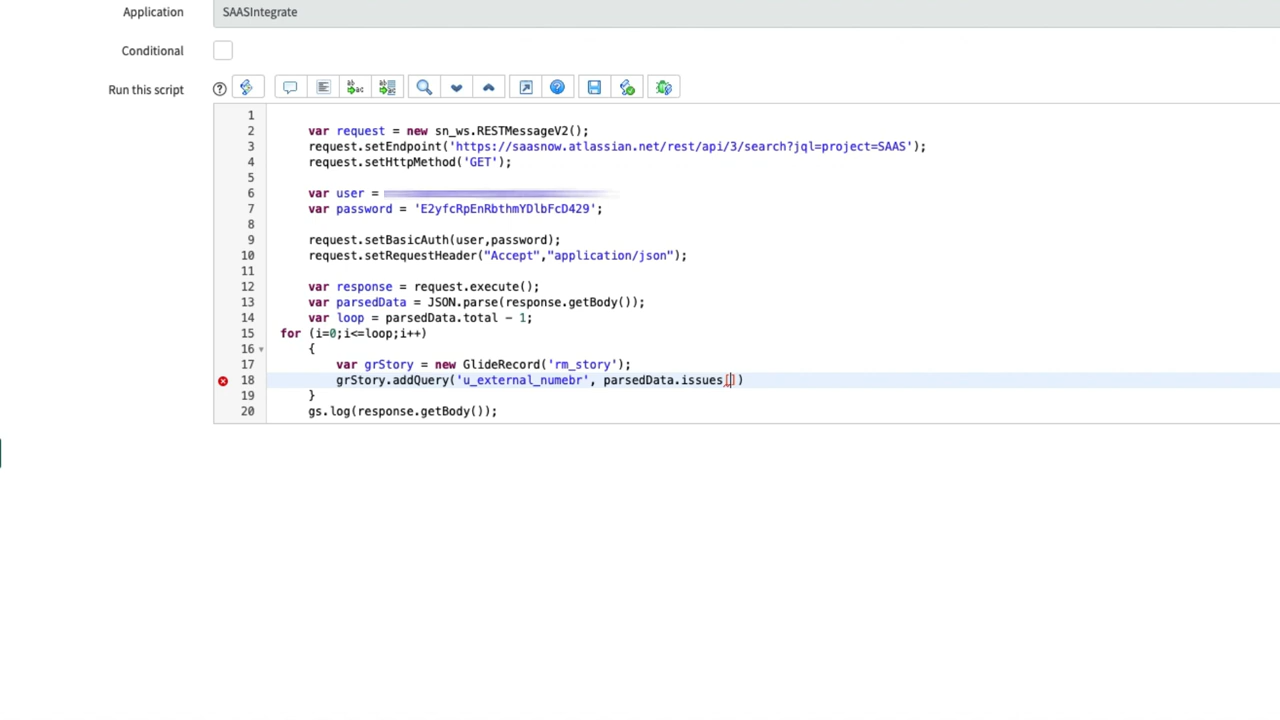 Application SAASIntegrate
Conditional
Run this script
1
2 var request = new sn_ws.RESTMessageV2();
3 request.setEndpoint('https://saasnow.atlassian.net/rest/api/3/search?jql=project=SAAS');
4 request.setHttpMethod('GET');
5
6 var user =
7 var password = 'E2yfcRpEnRbthmYDlbFcD429';
8
9 request.setBasicAuth(user,password);
10 request.setRequestHeader("Accept","application/json");
11
12 var response = request.execute();
13 var parsedData = JSON.parse(response.getBody());
14 var loop = parsedData.total - 1;
15 for (i=0;i<=loop;i++)
16 {
17 var grStory = new GlideRecord('rm_story');
18 grStory.addQuery('u_external_numebr', parsedData.issues[])
19 }
20 gs.log(response.getBody());